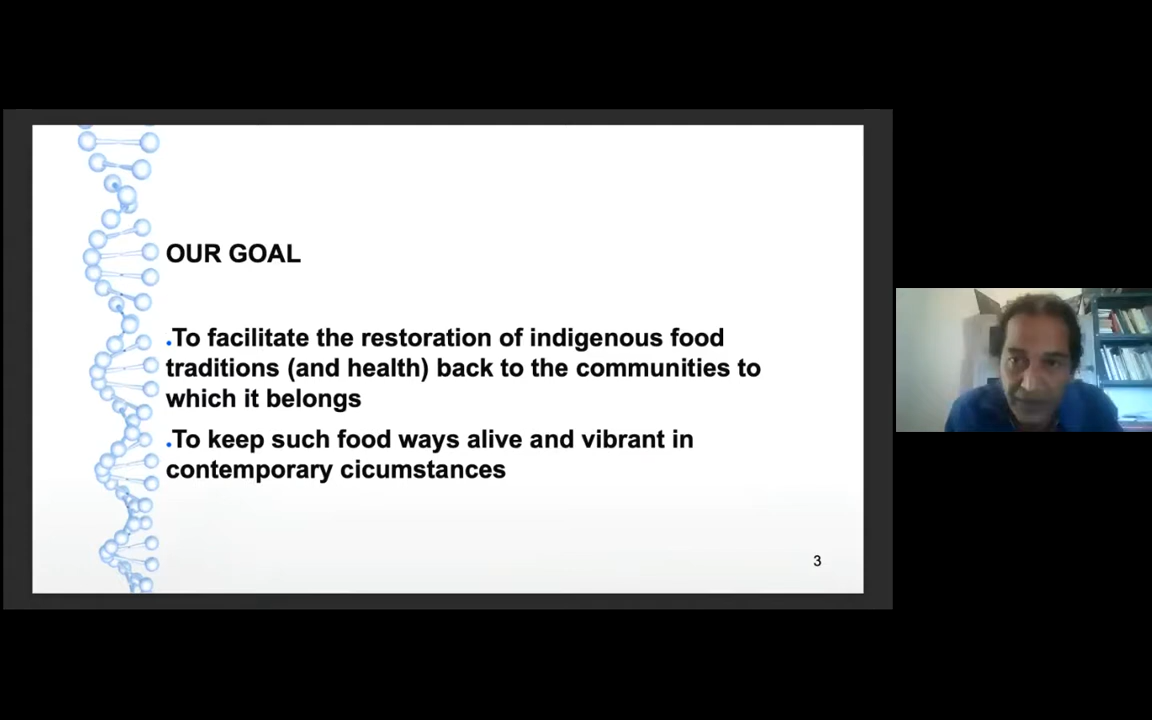 OUR GOAL
.To facilitate the restoration of indigenous food
traditions (and health) back to the communities to
which it belongs
.To keep such food ways alive and vibrant in
contemporary cicumstances
3